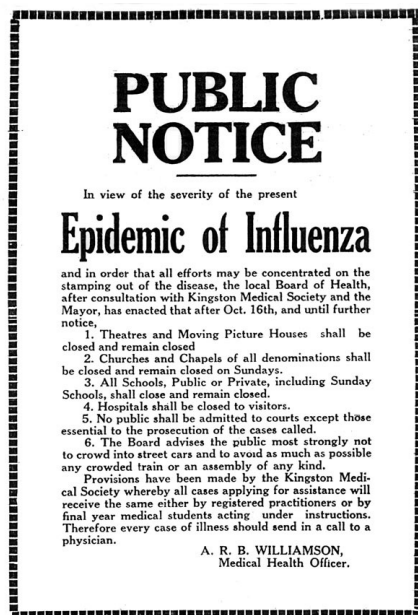 PUBLIC
NOTICE
In view of the severity of the present
Epidemic of Influenza
and in order that all efforts may be concentrated on the
stamping out of the disease, the local Board of Health,
after consultation with Kingston Medical Society and the
Mayor, has enacted that after Oct. 16th, and until further
notice,
1. Theatres and Moving Picture Houses shall be
closed and remain closed
2. Churches and Chapels of all denominations shall
be closed and remain closed on Sundays.
3. All Schools, Public or Private, including Sunday
Schools, shall close and remain closed.
4. Hospitals shall be closed to visitors.
5. No public shall be admitted to courts except those
essential to the prosecution of the cases called.
6. The Board advises the public most strongly not
to crowd into street cars and to avoid as much as possible
any crowded train or an assembly of any kind.
Provisions have been made by the Kingston Medi-
cal Society whereby all cases applying for assistance will
receive the same either by registered practitioners or by
final year medical students acting under instructions.
Therefore every case of illness should send in a call to a
physician.
A. R. B. WILLIAMSON,
Medical Health Officer.